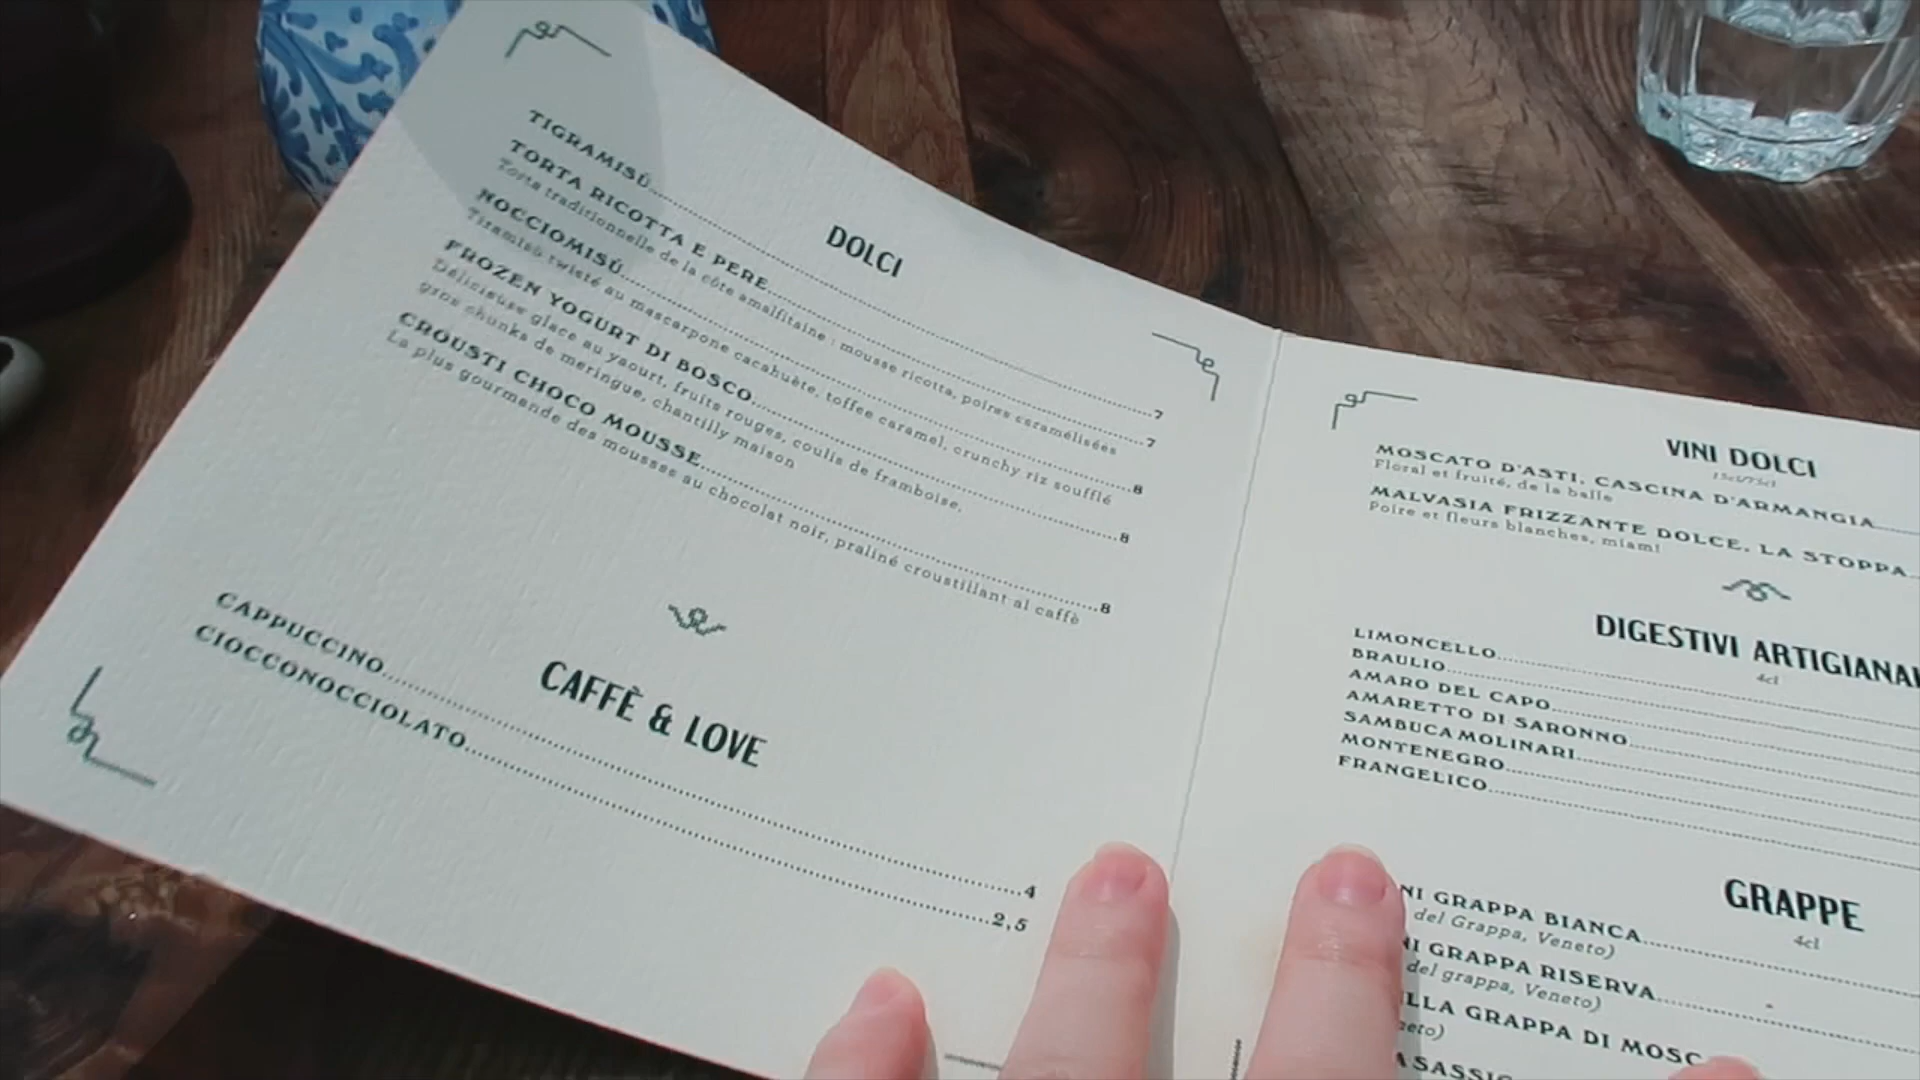 DOLCI
TIGRAMISÙ 7
TORTA RICOTTA E PERE 7
Torta traditionnelle de la côte amalfitaine : mousse ricotta, poires caramélisées
NOCCIOMISÙ 8
Tiramisù twisté au mascarpone cacahuète, toffee caramel, crunchy riz soufflé
FROZEN YOGURT DI BOSCO 8
Délicieuse glace au yaourt, fruits rouges, coulis de framboise,
gros chunks de meringue, chantilly maison
CROUSTI CHOCO MOUSSE 8
La plus gourmande des mousses au chocolat noir, praliné croustillant al caffè
CAFFÈ & LOVE
CAPPUCCINO 4
CIOCCONOCCIOLATO 2,5
VINI DOLCI
15cl/75cl
MOSCATO D'ASTI, CASCINA D'ARMANGIA
Floral et fruité, de la balle
MALVASIA FRIZZANTE DOLCE, LA STOPPA
Poire et fleurs blanches, miam!
DIGESTIVI ARTIGIANA
4cl
LIMONCELLO
BRAULIO
AMARO DEL CAPO
AMARETTO DI SARONNO
SAMBUCA MOLINARI
MONTENEGRO
FRANGELICO
GRAPPE
4cl
NI GRAPPA BIANCA
del Grappa, Veneto)
NI GRAPPA RISERVA
del grappa, Veneto)
LLA GRAPPA DI MOSC
neto)
SASSIC